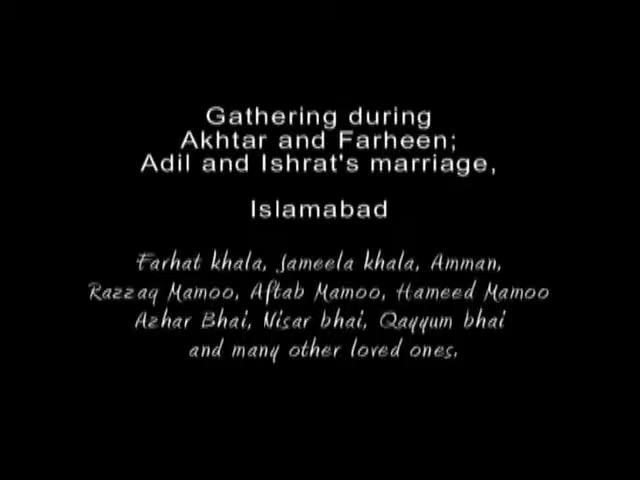 Gathering during
Akhtar and Farheen;
Adil and Ishrat's marriage,
Islamabad
Farhat khala, Jameela khala, Amman,
Razzaq Mamoo, Aftab Mamoo, Hameed Mamoo
Azhar Bhai, Nisar bhai, Qayyum bhai
and many other loved ones.